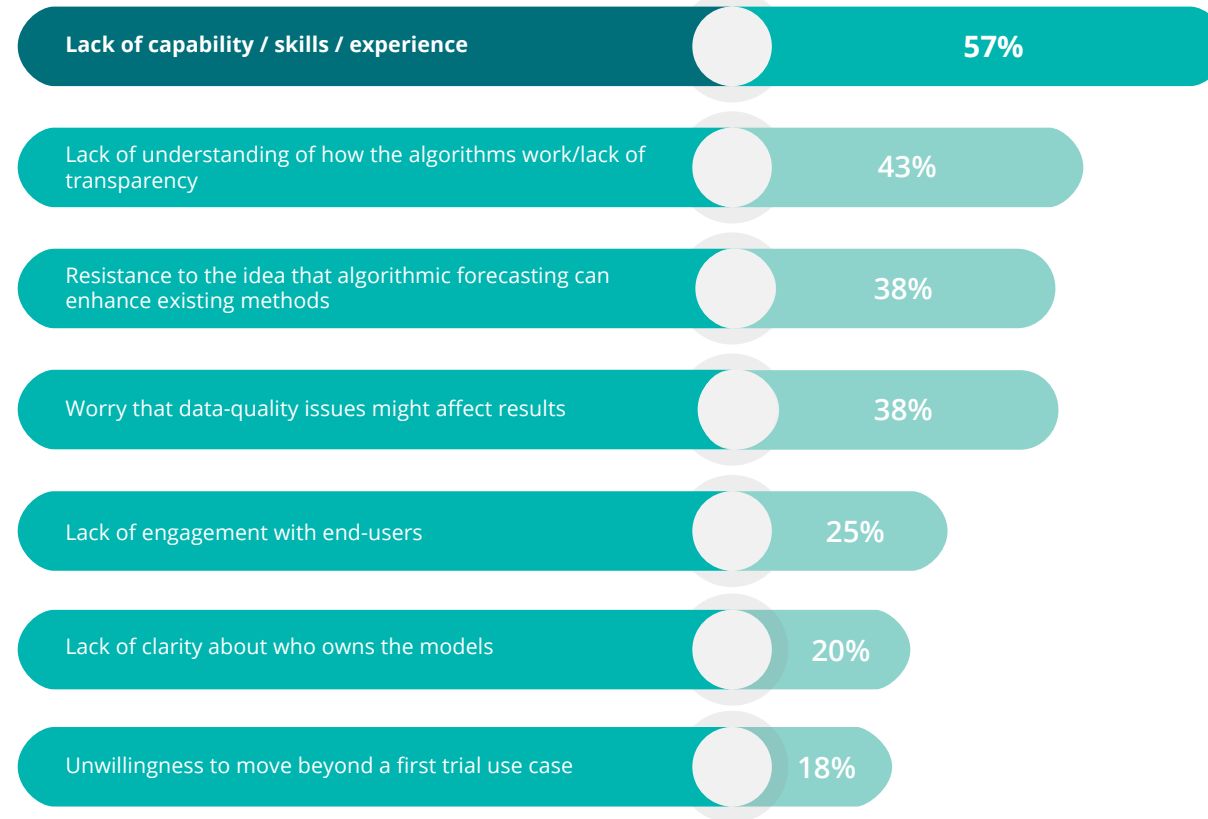 Lack of capability / skills / experience
57%
Lack of understanding of how the algorithms work/lack of
transparency
43%
Resistance to the idea that algorithmic forecasting can
enhance existing methods
38%
Worry that data-quality issues might affect results
38%
Lack of engagement with end-users
25%
Lack of clarity about who owns the models
20%
Unwillingness to move beyond a first trial use case
18%